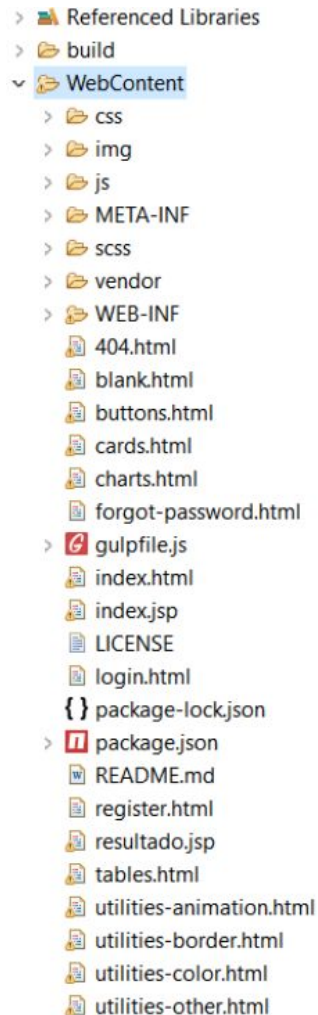 Referenced Libraries
build
WebContent
css
img
js
META-INF
scss
vendor
WEB-INF
404.html
blank.html
buttons.html
cards.html
charts.html
forgot-password.html
gulpfile.js
index.html
index.jsp
LICENSE
login.html
package-lock.json
package.json
README.md
register.html
resultado.jsp
tables.html
utilities-animation.html
utilities-border.html
utilities-color.html
utilities-other.html